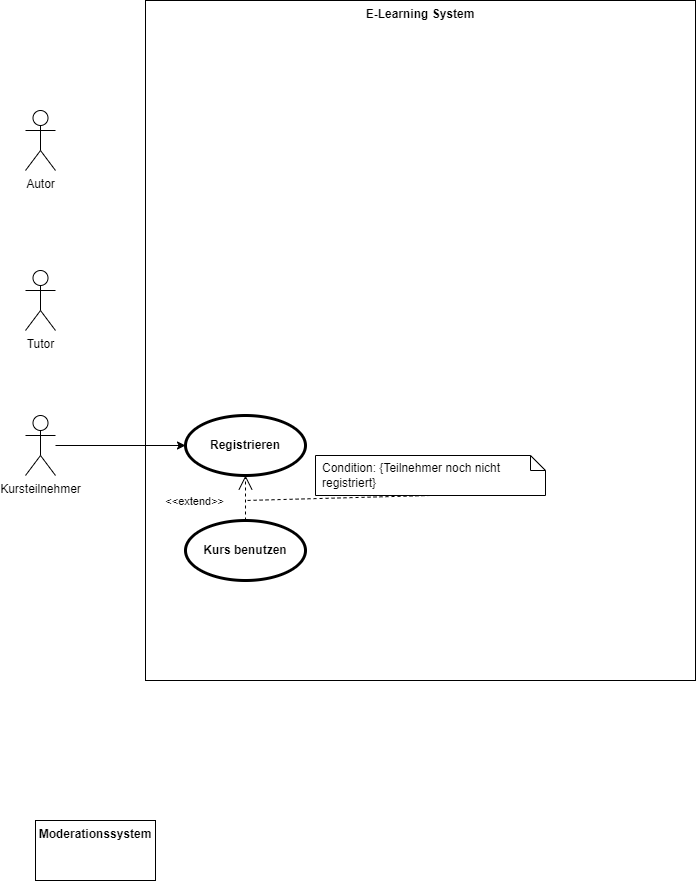 E-Learning System
Autor
Tutor
Kursteilnehmer
Registrieren
Condition: {Teilnehmer noch nicht
registriert}
<<extend>>
Kurs benutzen
Moderationssystem